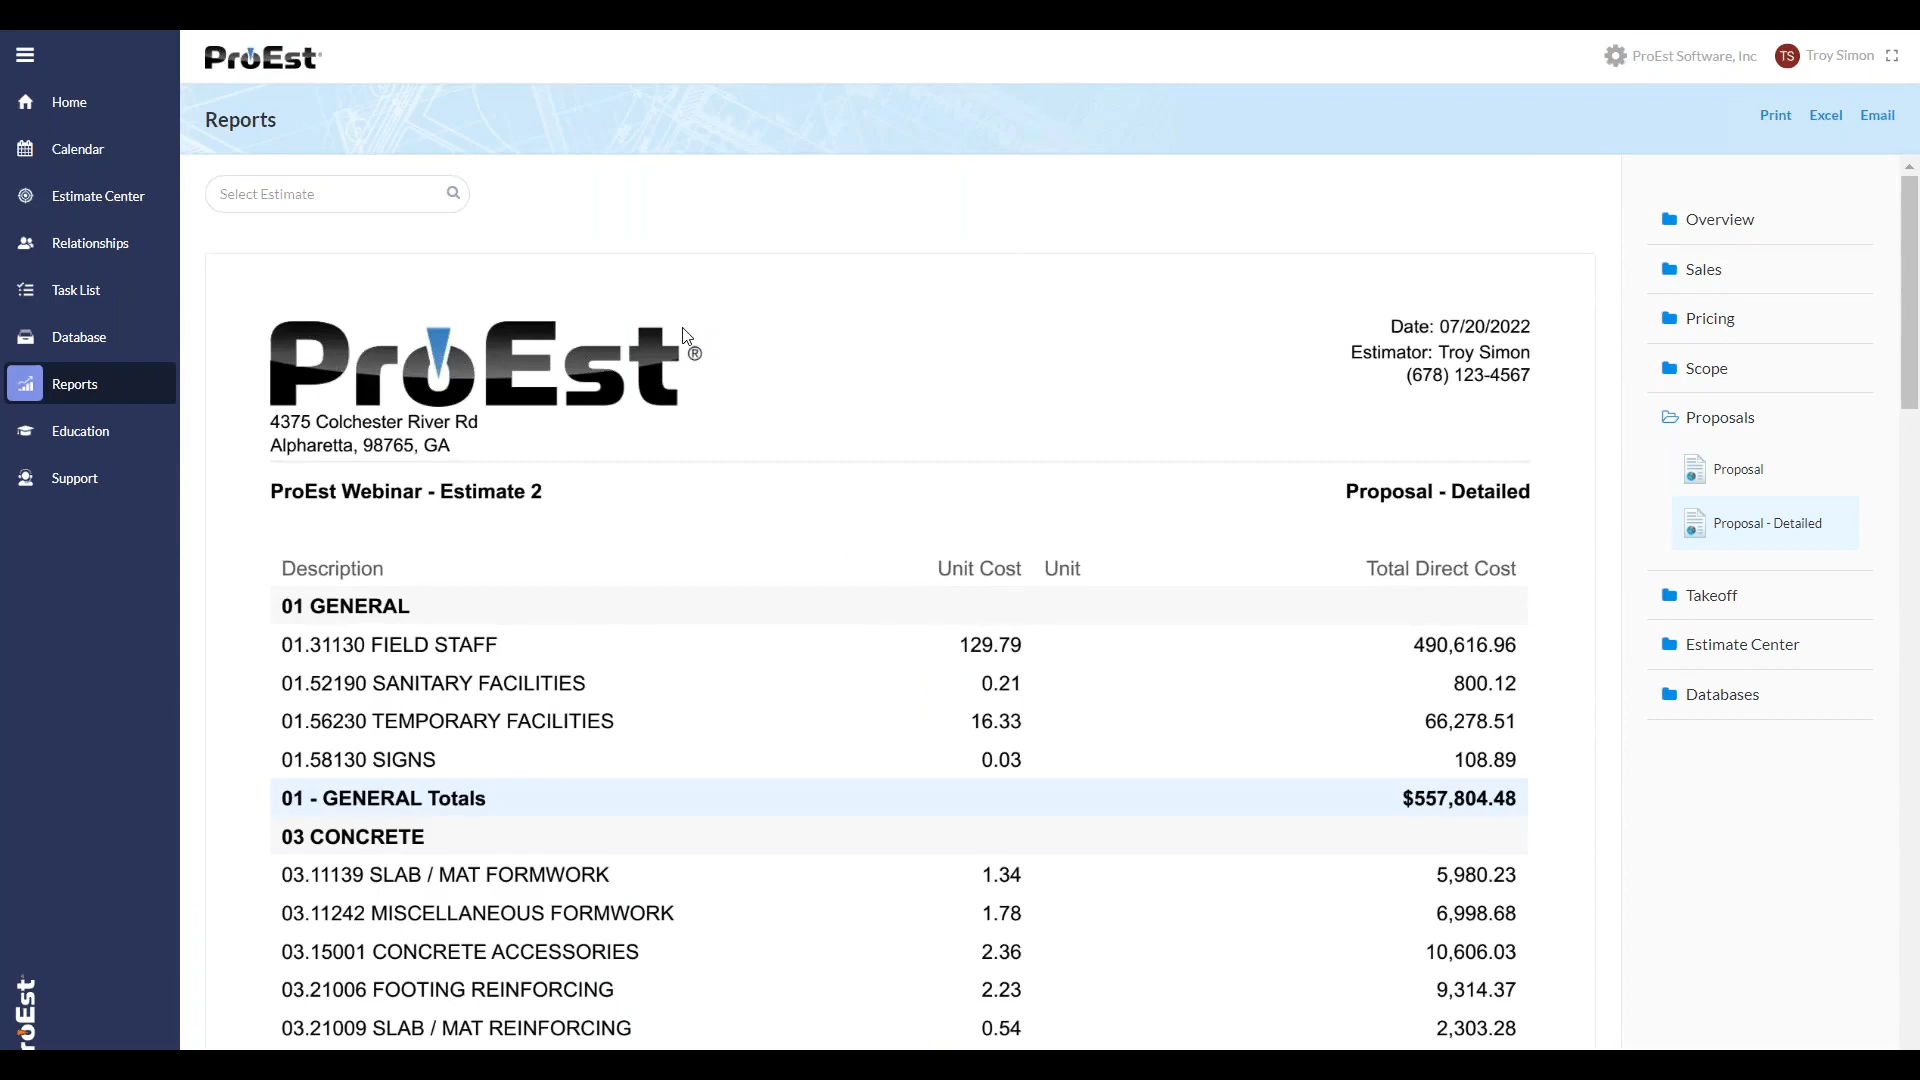 ProEst
ProEst Software, Inc
TS
Troy Simon
Home
Calendar
Estimate Center
Relationships
Task List
Database
Reports
Education
Support
ProEst
Reports
Print
Excel
Email
Select Estimate
ProEst®
4375 Colchester River Rd
Alpharetta, 98765, GA
Date: 07/20/2022
Estimator: Troy Simon
(678) 123-4567
ProEst Webinar - Estimate 2
Proposal - Detailed
Description Unit Cost Unit Total Direct Cost
01 GENERAL
01.31130 FIELD STAFF 129.79 490,616.96
01.52190 SANITARY FACILITIES 0.21 800.12
01.56230 TEMPORARY FACILITIES 16.33 66,278.51
01.58130 SIGNS 0.03 108.89
01 - GENERAL Totals $557,804.48
03 CONCRETE
03.11139 SLAB / MAT FORMWORK 1.34 5,980.23
03.11242 MISCELLANEOUS FORMWORK 1.78 6,998.68
03.15001 CONCRETE ACCESSORIES 2.36 10,606.03
03.21006 FOOTING REINFORCING 2.23 9,314.37
03.21009 SLAB / MAT REINFORCING 0.54 2,303.28
Overview
Sales
Pricing
Scope
Proposals
Proposal
Proposal - Detailed
Takeoff
Estimate Center
Databases